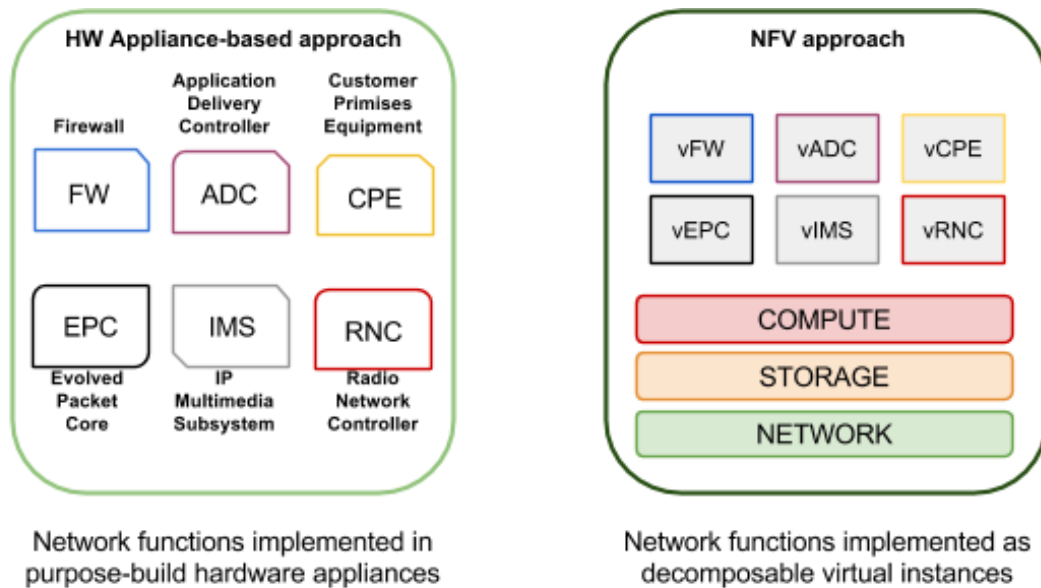 HW Appliance-based approach
Firewall
Application
Delivery
Controller
Customer
Primises
Equipment
FW
ADC
CPE
EPC
IMS
RNC
Evolved
Packet
Core
IP
Multimedia
Subsystem
Radio
Network
Controller
Network functions implemented in
purpose-build hardware appliances
NFV approach
vFW
vADC
vCPE
vEPC
vIMS
vRNC
COMPUTE
STORAGE
NETWORK
Network functions implemented as
decomposable virtual instances